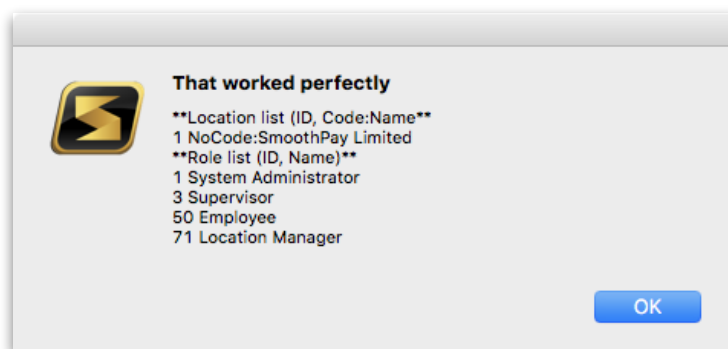 That worked perfectly
**Location list (ID, Code:Name**
1 NoCode:SmoothPay Limited
**Role list (ID, Name)**
1 System Administrator
3 Supervisor
50 Employee
71 Location Manager
OK